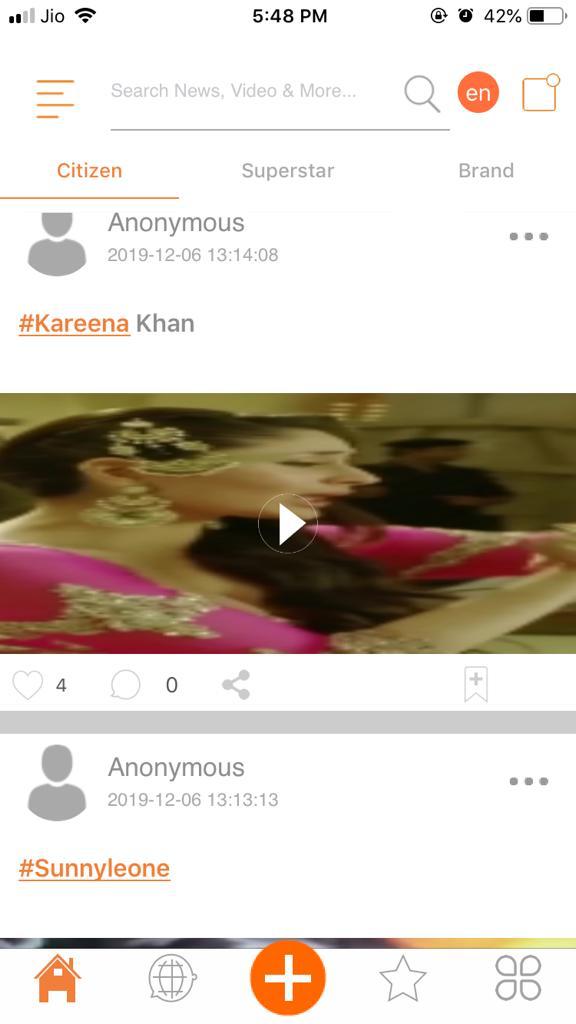 Jio 5:48 PM 42%
Search News, Video & More... en
Citizen Superstar Brand
Anonymous
2019-12-06 13:14:08
#Kareena Khan
4 0
Anonymous
2019-12-06 13:13:13
#Sunnyleone